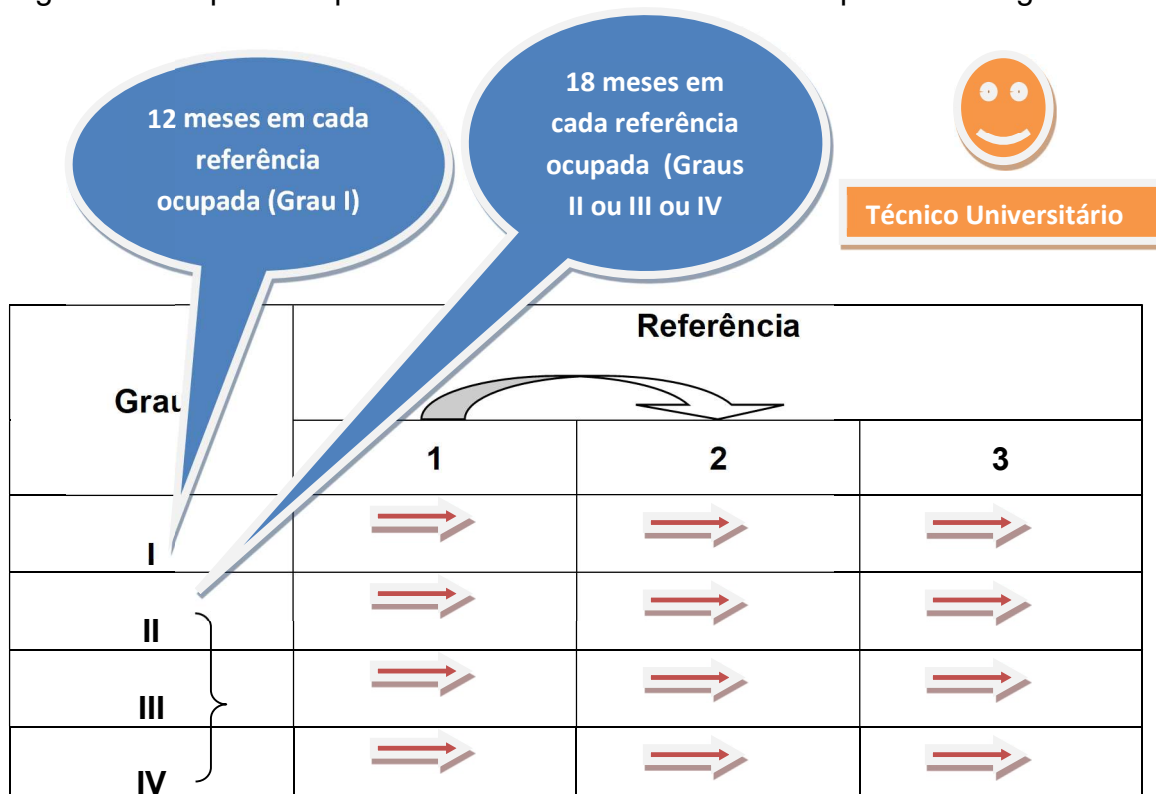 12 meses em cada
referência
ocupada (Grau I)
18 meses em
cada referência
ocupada (Graus
II ou III ou IV
Técnico Universitário
Referência
Grau
1 2 3
I
II
III
IV